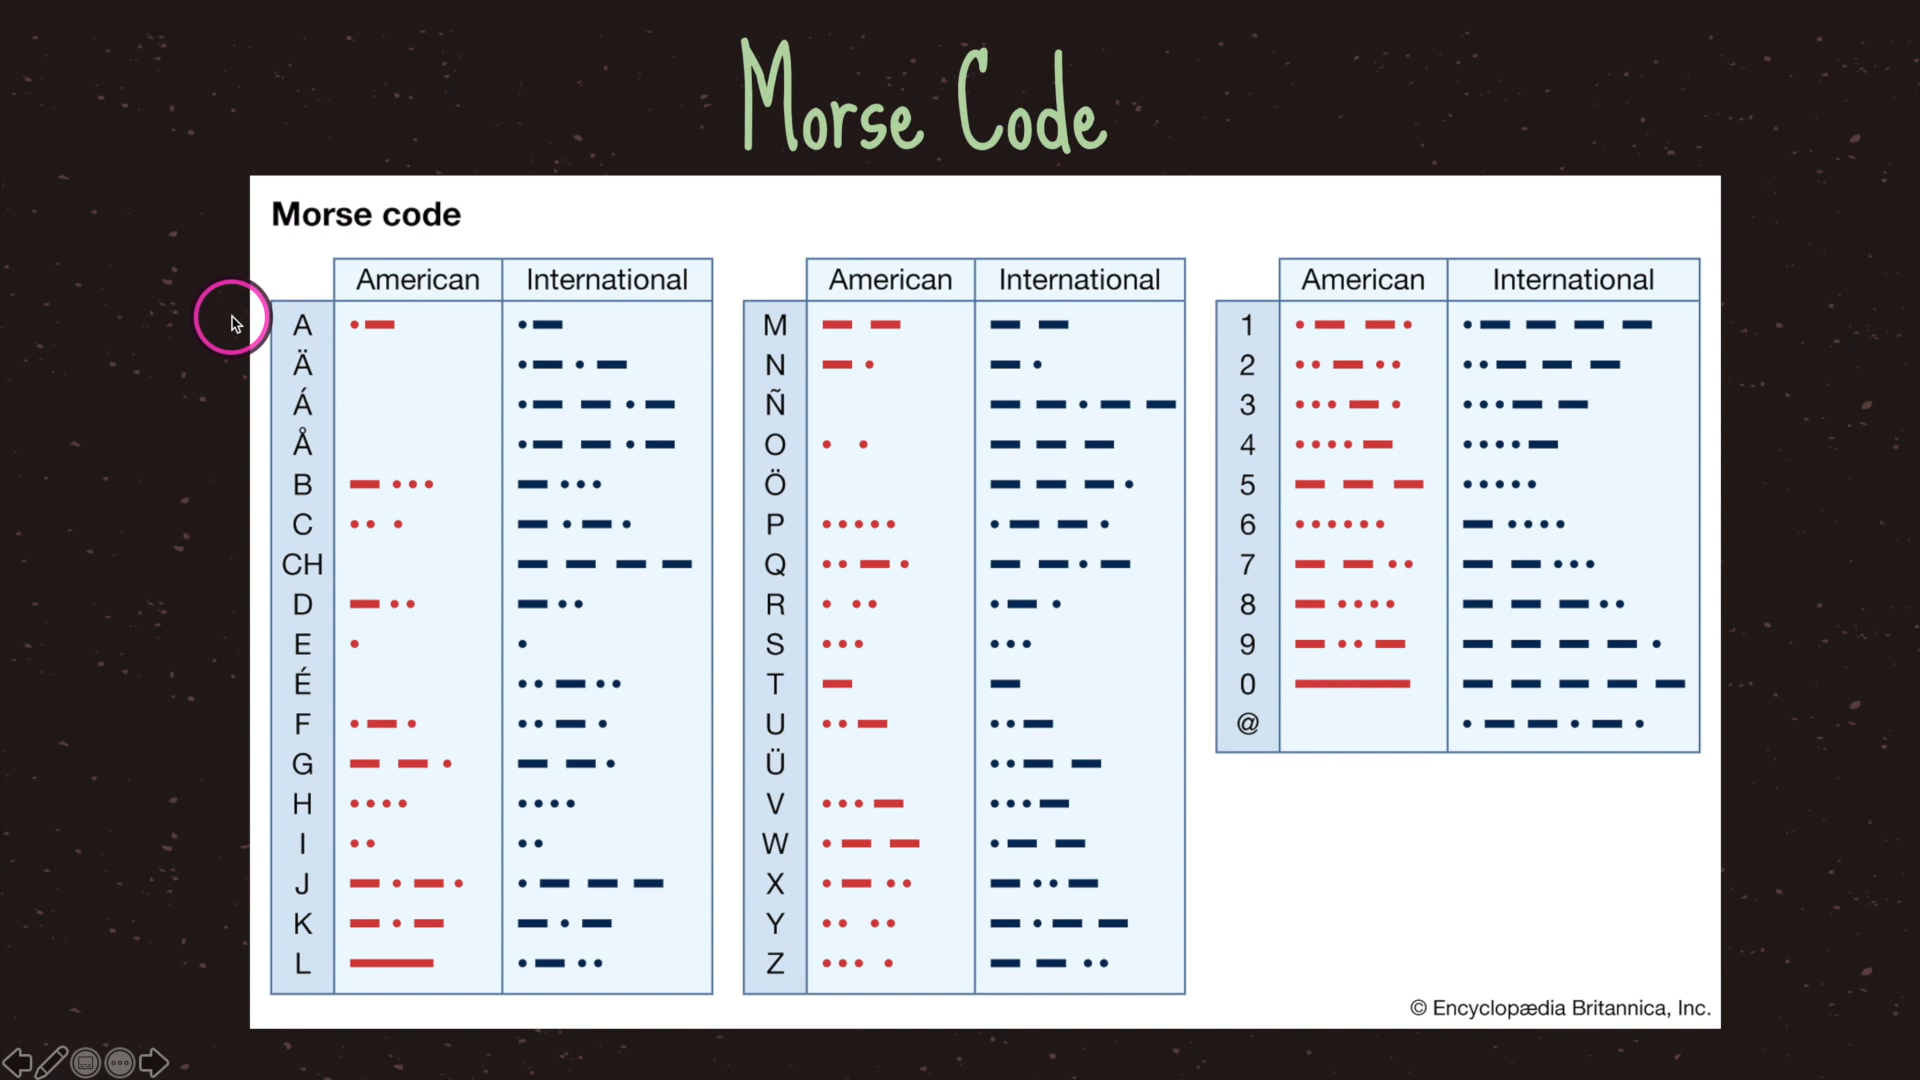 Morse Code
Morse code
American International
A •— •—
Ä •—•—
Á •——•—
Å •——•—
B —••• —•••
C •• • —•—•
CH ————
D —•• —••
E • •
É ••—••
F •—• ••—•
G ——• ——•
H •••• ••••
I •• ••
J —•—• •———
K —•— —•—
L — •—••
American International
M —— ——
N —• —•
Ñ ——•——
O • • ———
Ö ———•
P ••••• •——•
Q ••—• ——•—
R • •• •—•
S ••• •••
T — —
U ••— ••—
Ü ••——
V •••— •••—
W •—— •——
X •—•• —••—
Y •• •• —•——
Z ••• • ——••
American International
1 •——• •————
2 ••—•• ••———
3 •••—• •••——
4 ••••— ••••—
5 ——— •••••
6 •••••• —••••
7 ——•• ——•••
8 —•••• ———••
9 —••— ————•
0 — —————
@ •——•—•
© Encyclopædia Britannica, Inc.